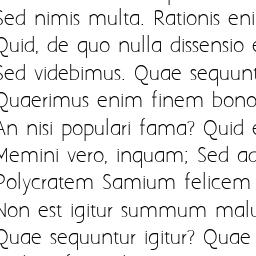 Sed nimis multa. Rationis eni
Quid, de quo nulla dissensio e
Sed videbimus. Quae sequunt
Quaerimus enim finem bono
An nisi populari fama? Quid e
Memini vero, inquam; Sed ad
Polycratem Samium felicem
Non est igitur summum malu
Quae sequuntur igitur? Quae